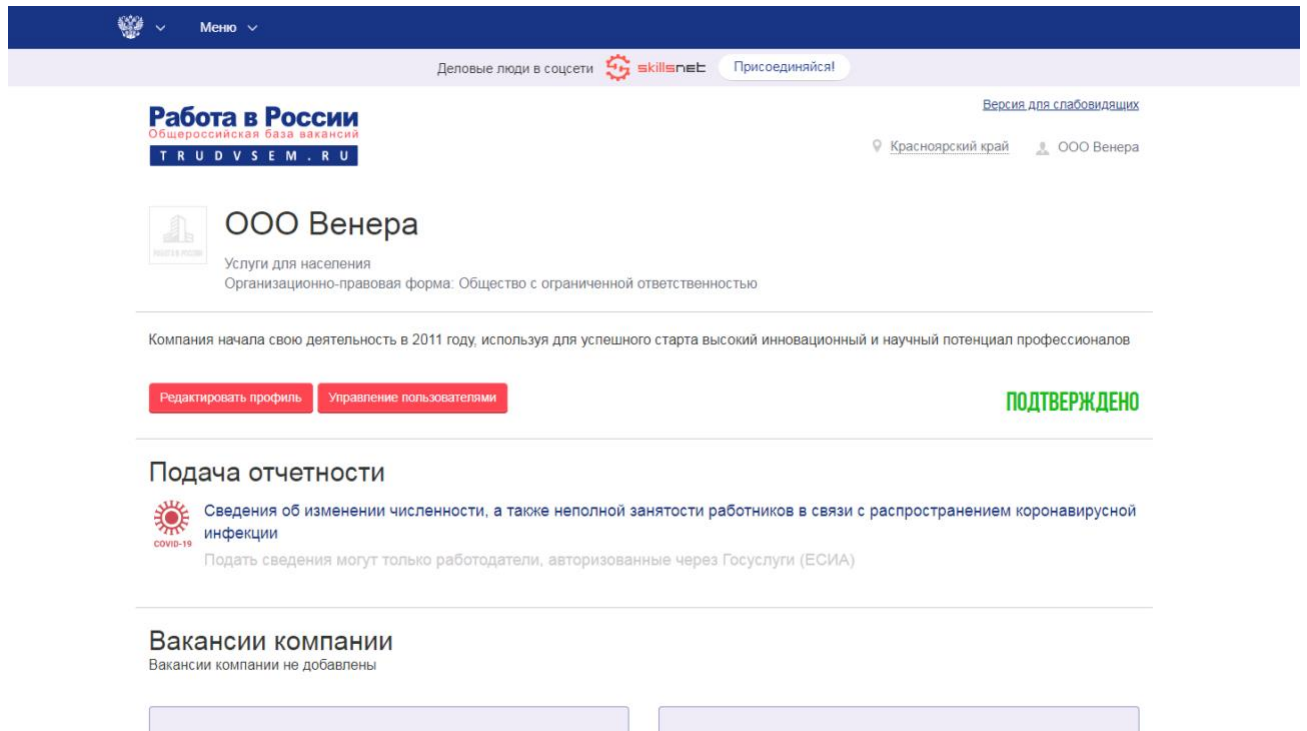 Меню
Деловые люди в соцсети skillsnet Присоединяйся!
Версия для слабовидящих
Работа в России
Общероссийская база вакансий
TRUDVSEM.RU
Красноярский край ООО Венера
ООО Венера
РАБОТА В РОССИИ
Услуги для населения
Организационно-правовая форма: Общество с ограниченной ответственностью
Компания начала свою деятельность в 2011 году, используя для успешного старта высокий инновационный и научный потенциал профессионалов
Редактировать профиль Управление пользователями ПОДТВЕРЖДЕНО
Подача отчетности
Сведения об изменении численности, а также неполной занятости работников в связи с распространением коронавирусной
инфекции
COVID-19
Подать сведения могут только работодатели, авторизованные через Госуслуги (ЕСИА)
Вакансии компании
Вакансии компании не добавлены